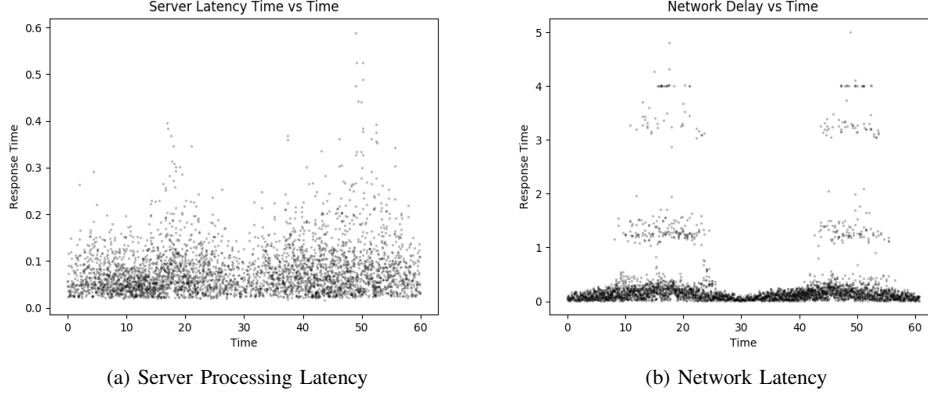 Server Latency Time vs Time
0.6
0.5
0.4
0.3
0.2
0.1
0.0
Response Time
0 10 20 30 40 50 60
Time
(a) Server Processing Latency
Network Delay vs Time
5
4
3
2
1
0
Response Time
0 10 20 30 40 50 60
Time
(b) Network Latency